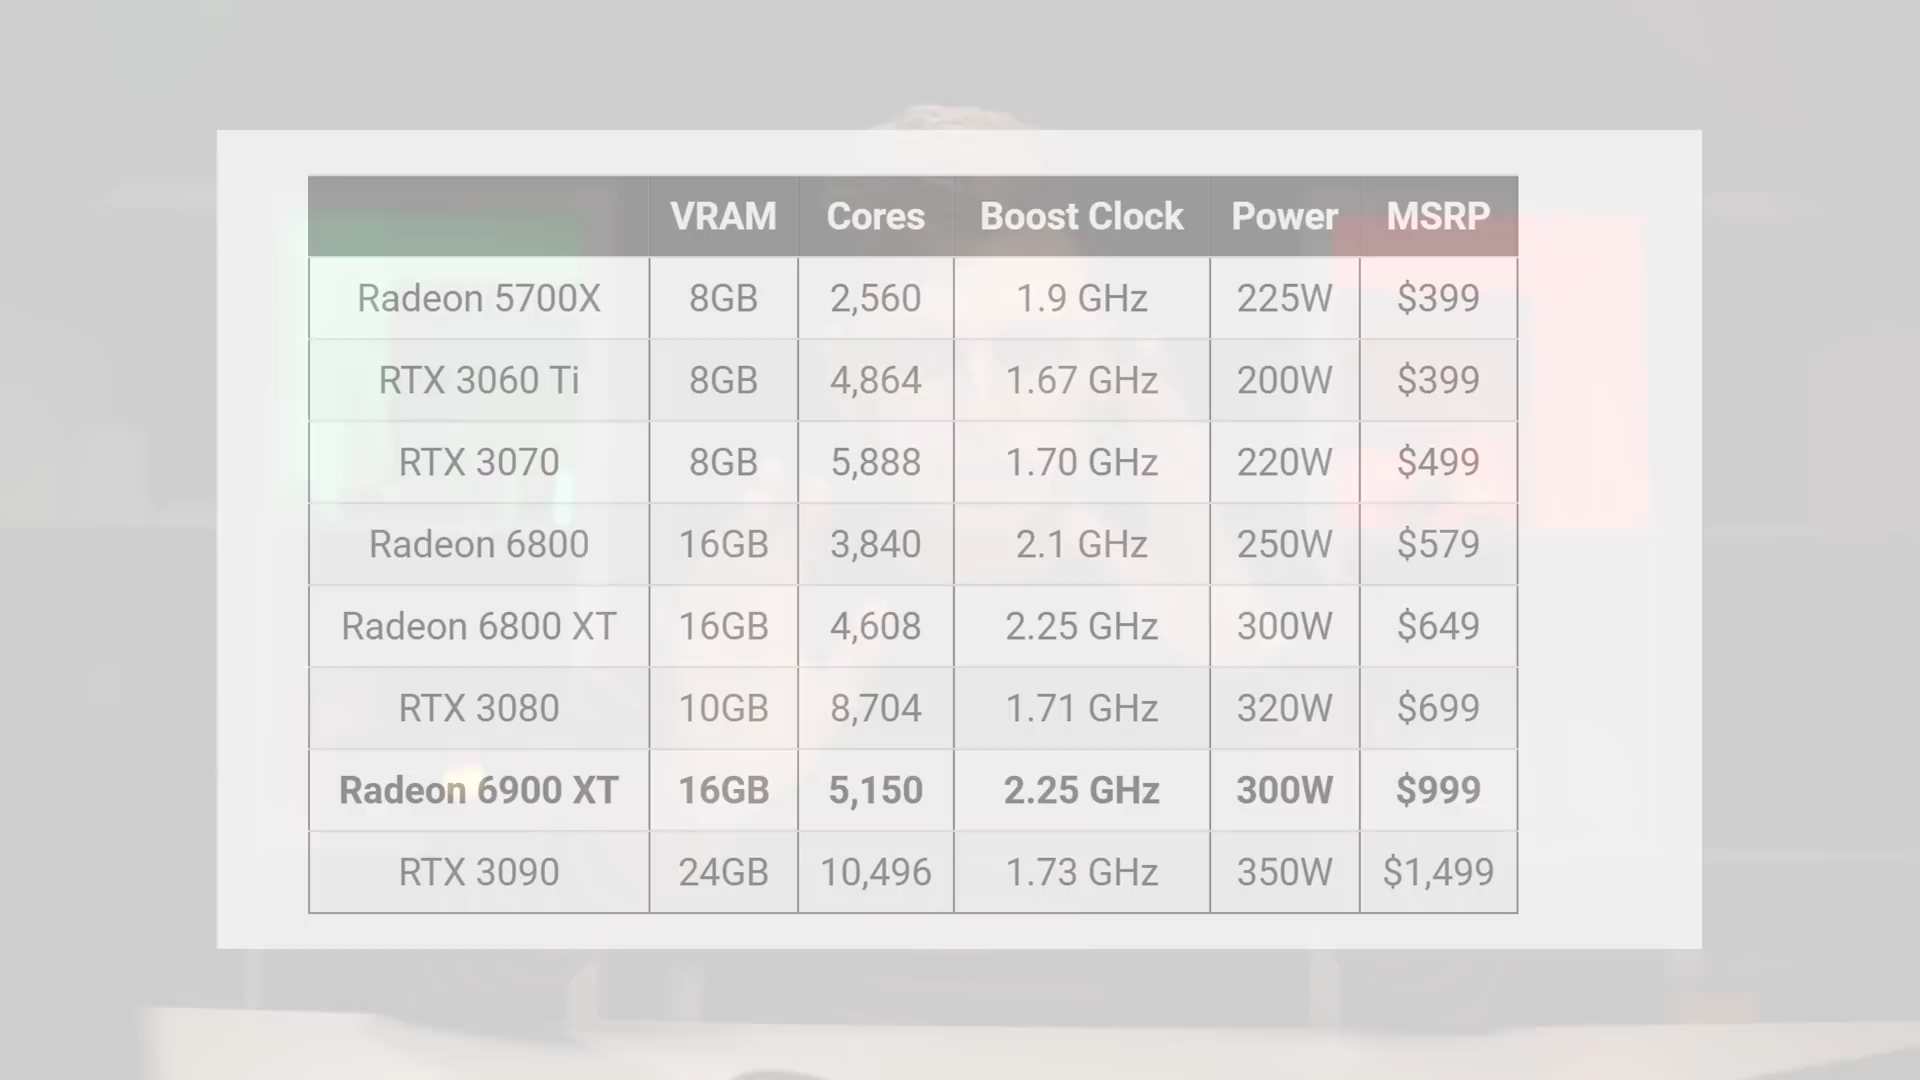 VRAM Cores Boost Clock Power MSRP
Radeon 5700X 8GB 2,560 1.9 GHz 225W $399
RTX 3060 Ti 8GB 4,864 1.67 GHz 200W $399
RTX 3070 8GB 5,888 1.70 GHz 220W $499
Radeon 6800 16GB 3,840 2.1 GHz 250W $579
Radeon 6800 XT 16GB 4,608 2.25 GHz 300W $649
RTX 3080 10GB 8,704 1.71 GHz 320W $699
Radeon 6900 XT 16GB 5,150 2.25 GHz 300W $999
RTX 3090 24GB 10,496 1.73 GHz 350W $1,499